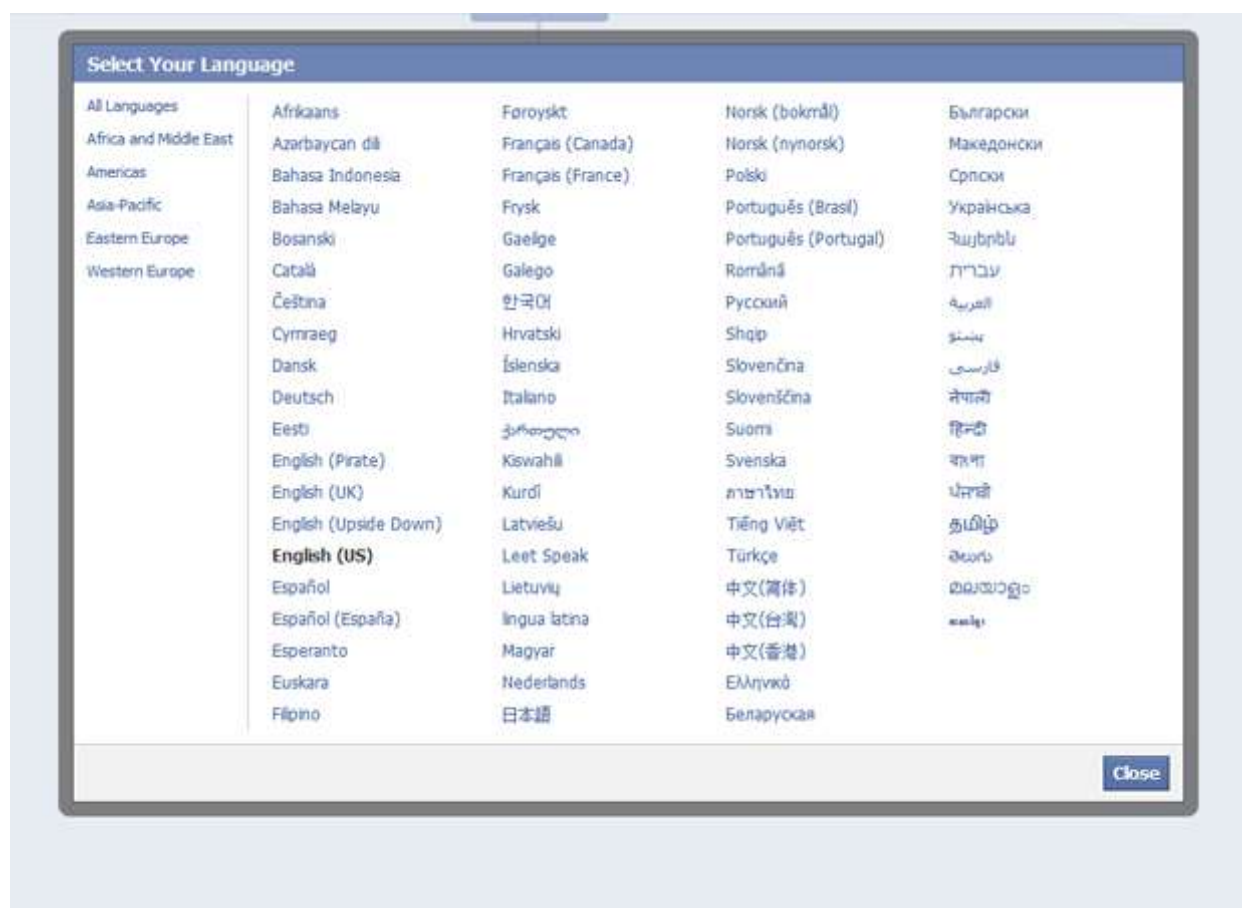 Select Your Language
All Languages
Africa and Middle East
Americas
Asia-Pacific
Eastern Europe
Western Europe
Afrikaans
Azərbaycan dili
Bahasa Indonesia
Bahasa Melayu
Bosanski
Català
Čeština
Cymraeg
Dansk
Deutsch
Eesti
English (Pirate)
English (UK)
English (Upside Down)
English (US)
Español
Español (España)
Esperanto
Euskara
Filipino
Føroyskt
Français (Canada)
Français (France)
Frysk
Gaeilge
Galego
한국어
Hrvatski
Íslenska
Italiano
ქართული
Kiswahili
Kurdî
Latviešu
Leet Speak
Lietuvių
lingua latina
Magyar
Nederlands
日本語
Norsk (bokmål)
Norsk (nynorsk)
Polski
Português (Brasil)
Português (Portugal)
Română
Русский
Shqip
Slovenčina
Slovenščina
Suomi
Svenska
ภาษาไทย
Tiếng Việt
Türkçe
中文(简体)
中文(台灣)
中文(香港)
Ελληνικά
Беларуская
Български
Македонски
Српски
Українська
Հայերեն
עברית
العربية
پښتو
فارسی
नेपाली
हिन्दी
বাংলা
ਪੰਜਾਬੀ
தமிழ்
తెలుగు
മലയാളം
Close